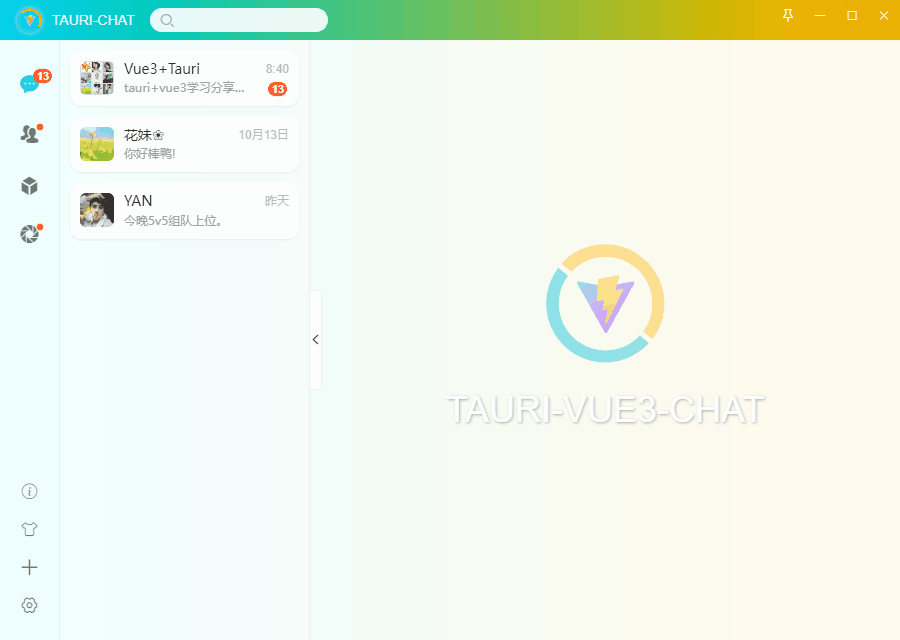 TAURI-CHAT
13
Vue3+Tauri
8:40
tauri+vue3学习分享...
13
花妹❀
10月13日
你好棒鸭!
YAN
昨天
今晚5v5组队上位。
TAURI-VUE3-CHAT